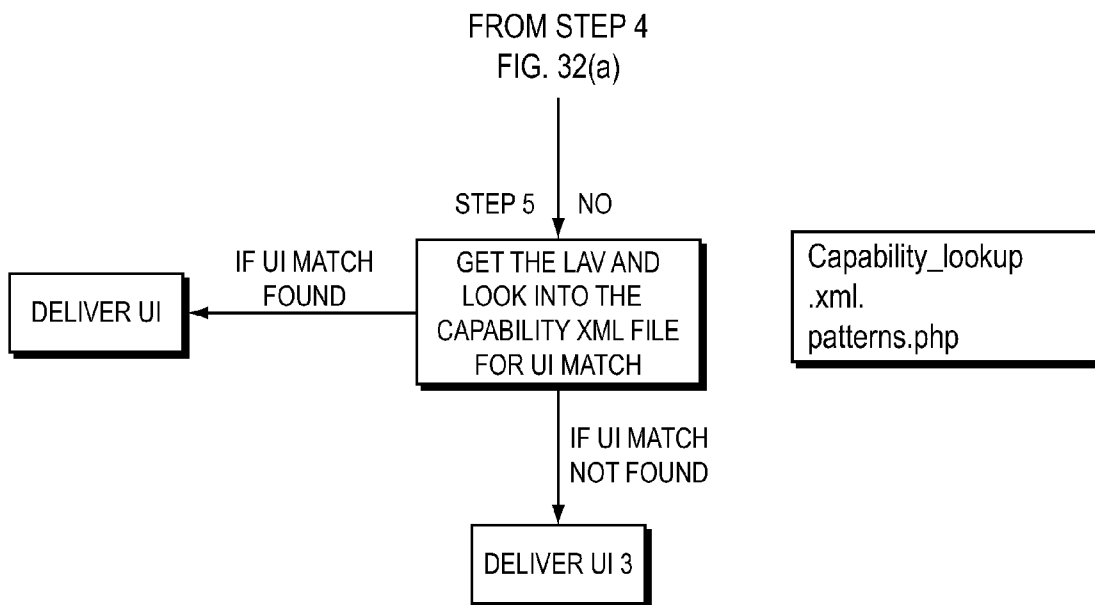 FROM STEP 4
FIG. 32(a)
STEP 5 NO
IF UI MATCH
FOUND
DELIVER UI
GET THE LAV AND
LOOK INTO THE
CAPABILITY XML FILE
FOR UI MATCH
Capability_lookup
.xml.
patterns.php
IF UI MATCH
NOT FOUND
DELIVER UI 3